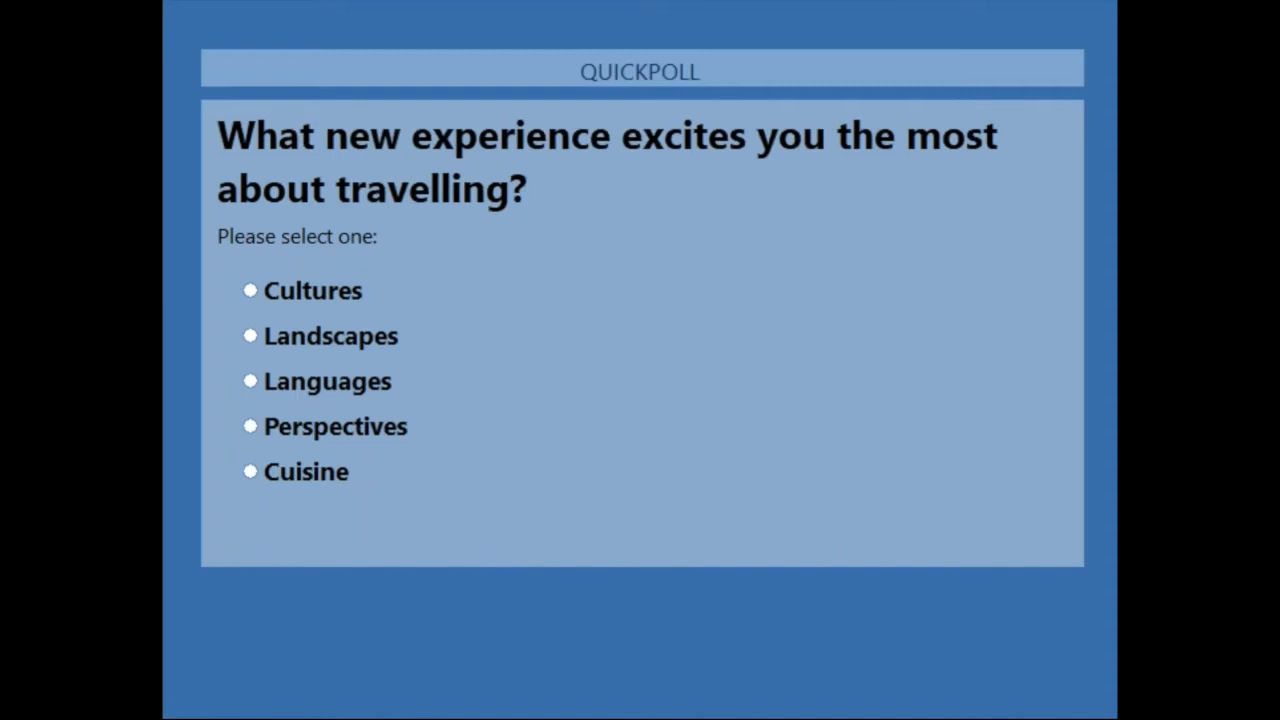 QUICKPOLL
What new experience excites you the most
about travelling?
Please select one:
Cultures
Landscapes
Languages
Perspectives
Cuisine